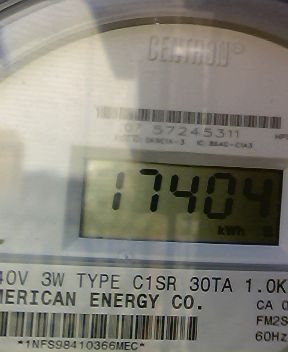 CENTRON®
07 57245311
17404
kWh
40V 3W TYPE C1SR 30TA 1.0K
MERICAN ENERGY CO.
CA 0
FM2S
60Hz
*1NFS98410366MEC*